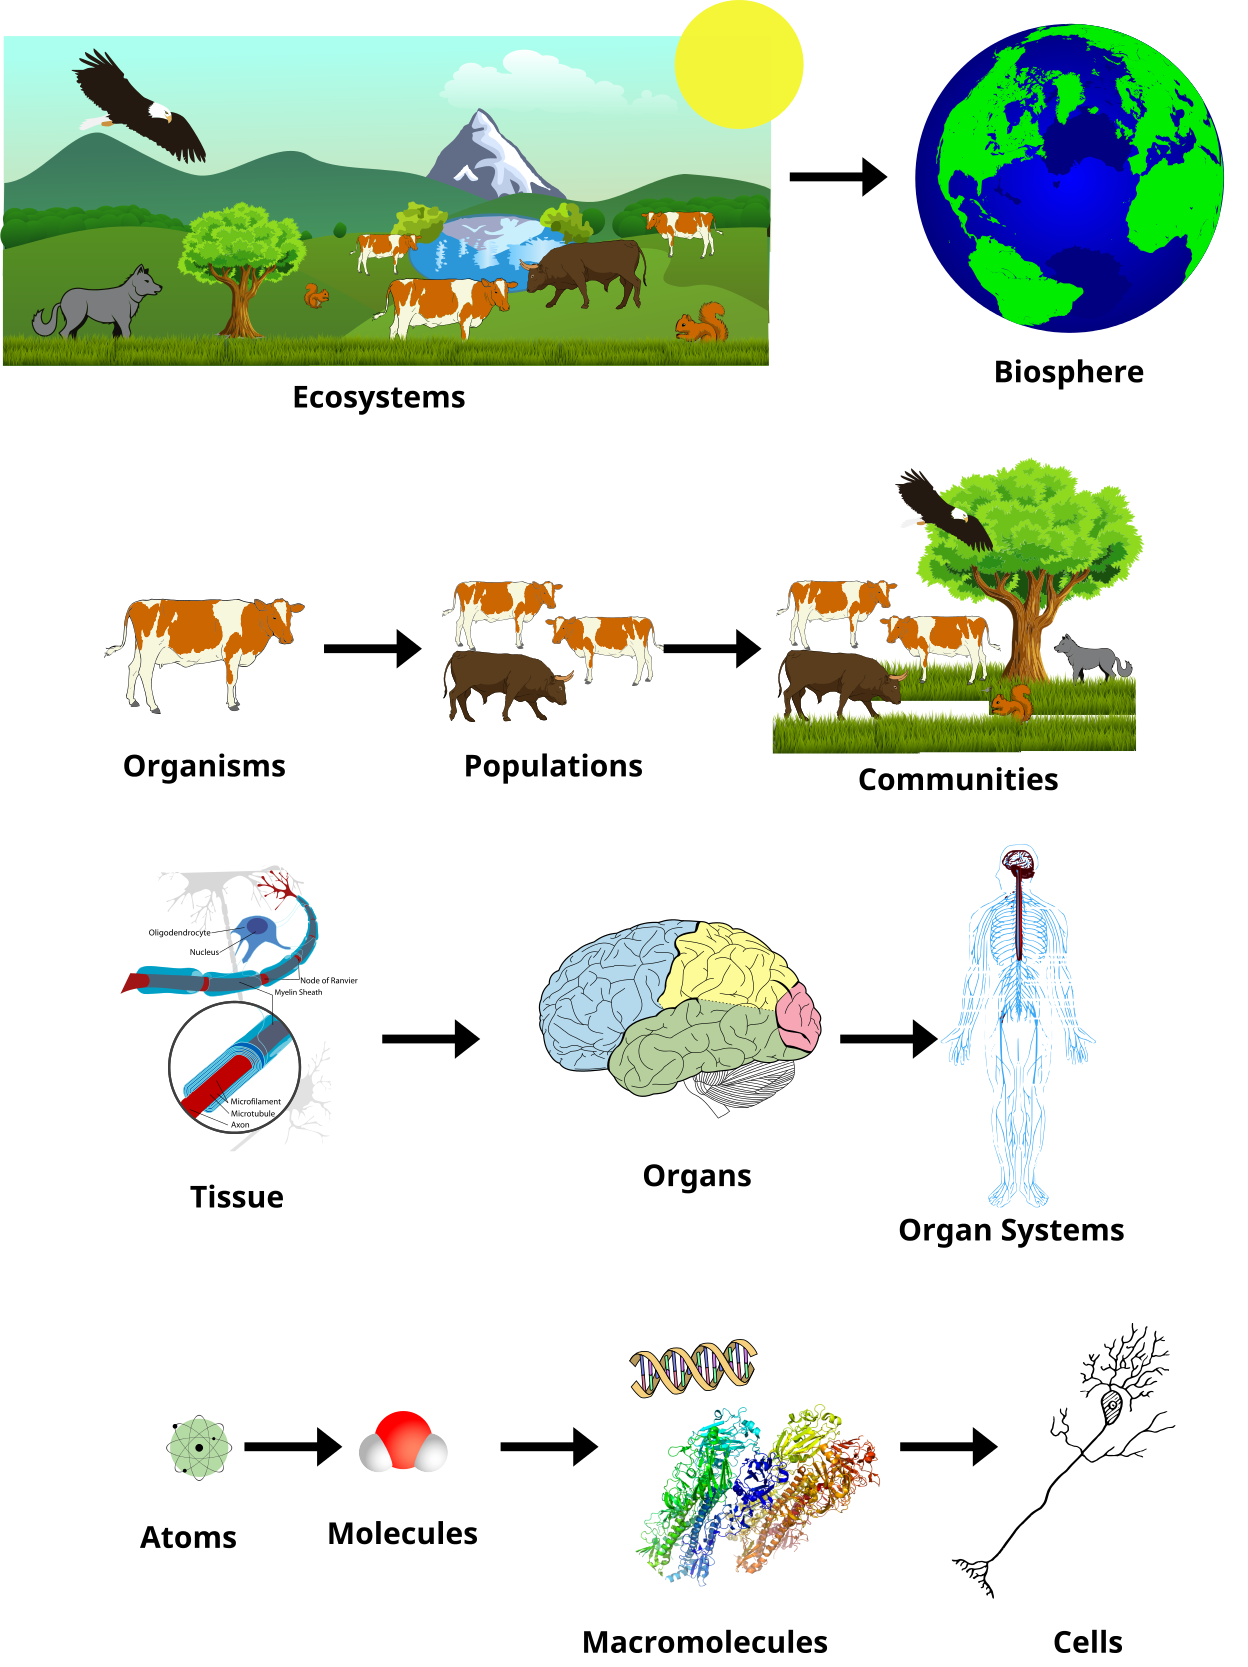 Ecosystems
Biosphere
Organisms
Populations
Communities
Oligodendrocyte
Nucleus
Node of Ranvier
Myelin Sheath
Microfilament
Microtubule
Axon
Tissue
Organs
Organ Systems
Atoms
Molecules
Macromolecules
Cells